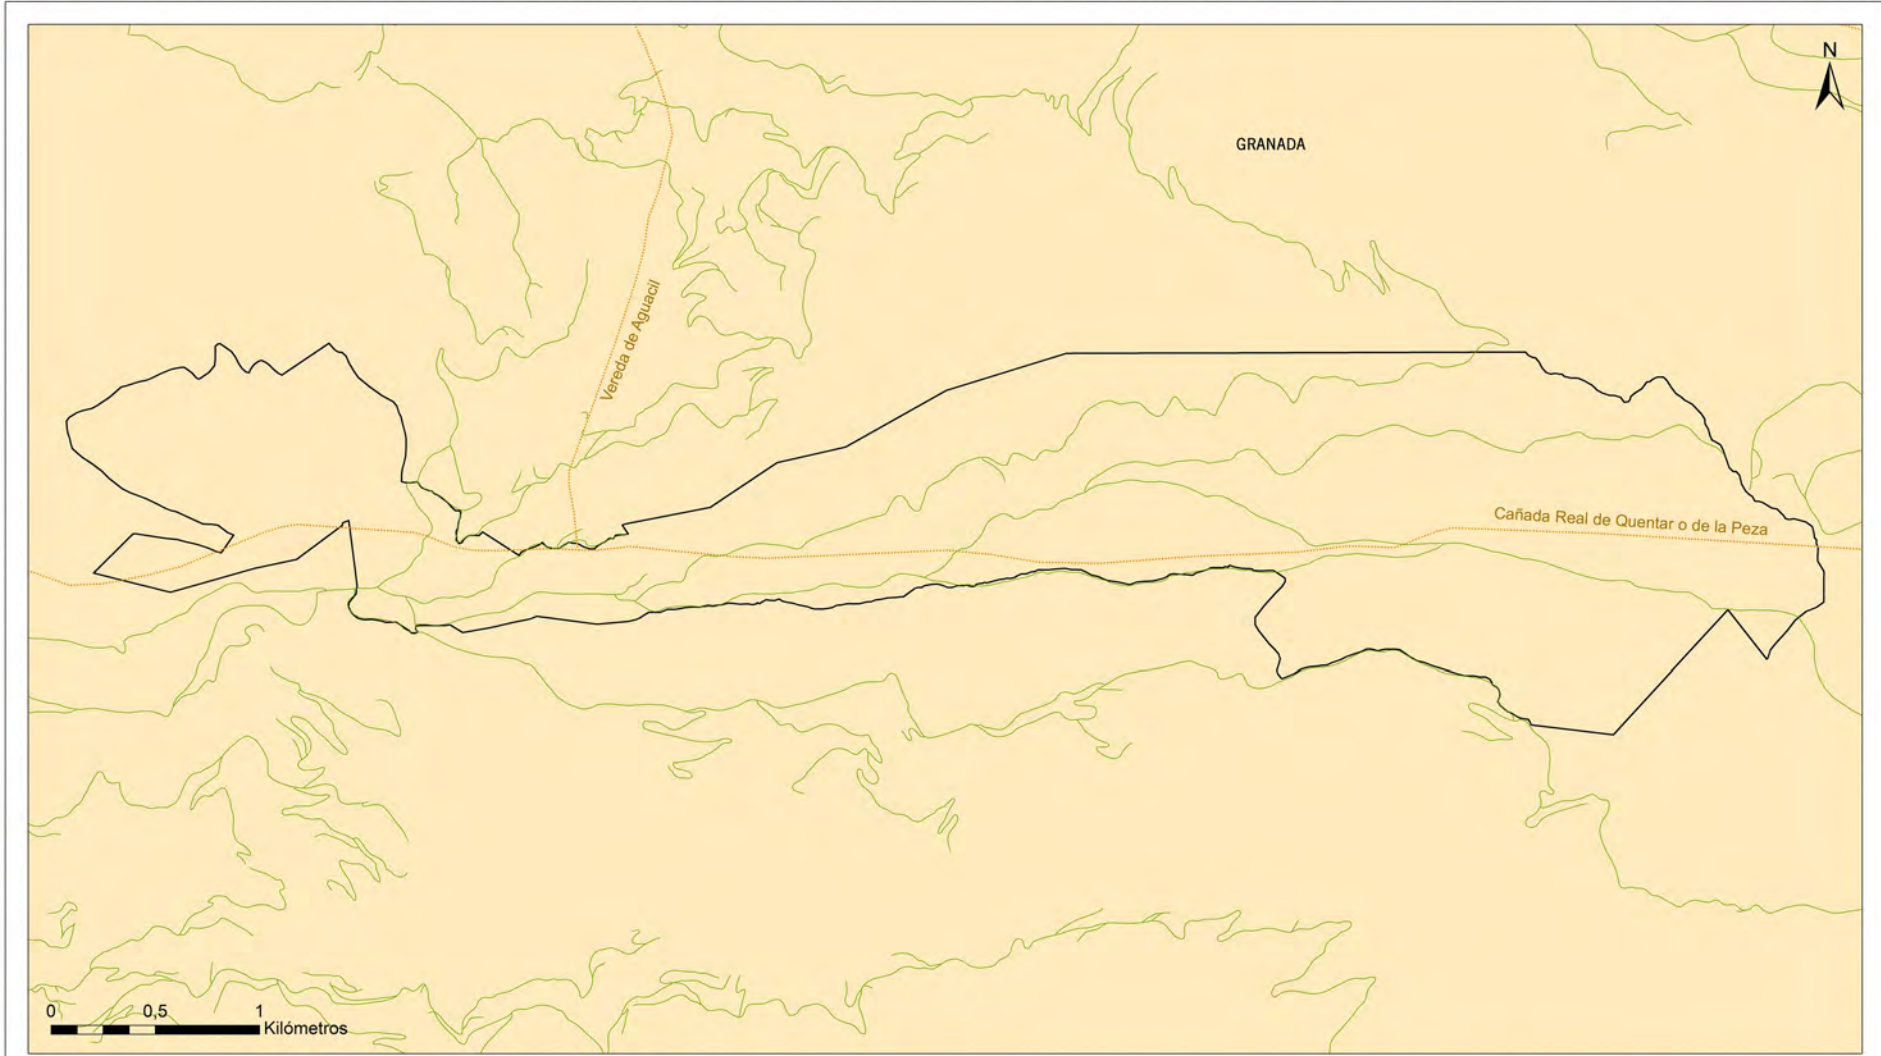 N
GRANADA
Vereda de Aguacil
Cañada Real de Quentar o de la Peza
0 0,5 1
Kilómetros